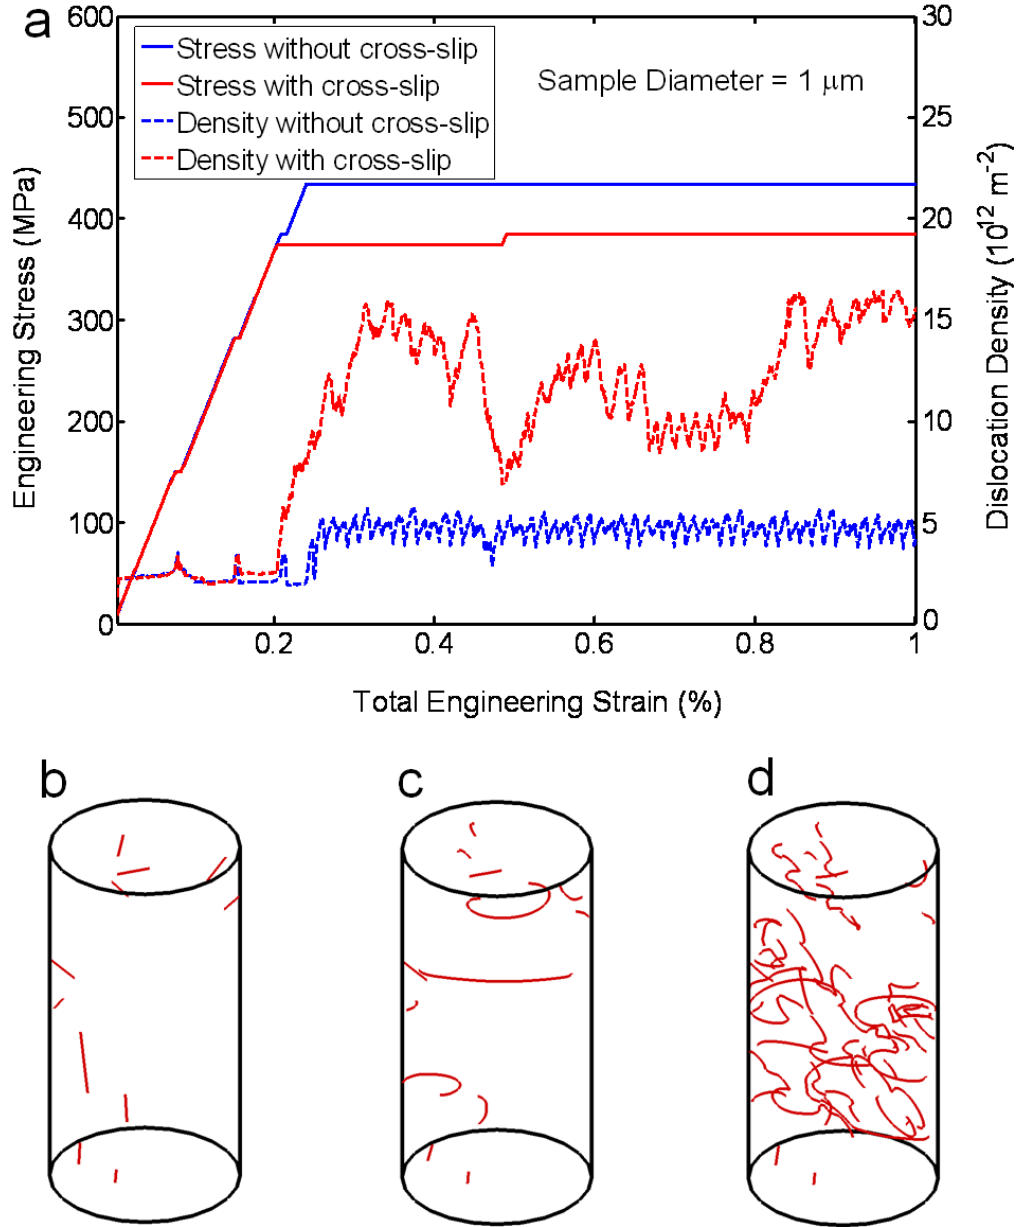 a
600
500
400
300
200
100
0
Engineering Stress (MPa)
Stress without cross-slip
Stress with cross-slip
Density without cross-slip
Density with cross-slip
Sample Diameter = 1 μm
30
25
20
15
10
5
0
Dislocation Density (10¹² m⁻²)
0.2
0.4
0.6
0.8
1
Total Engineering Strain (%)
b
c
d